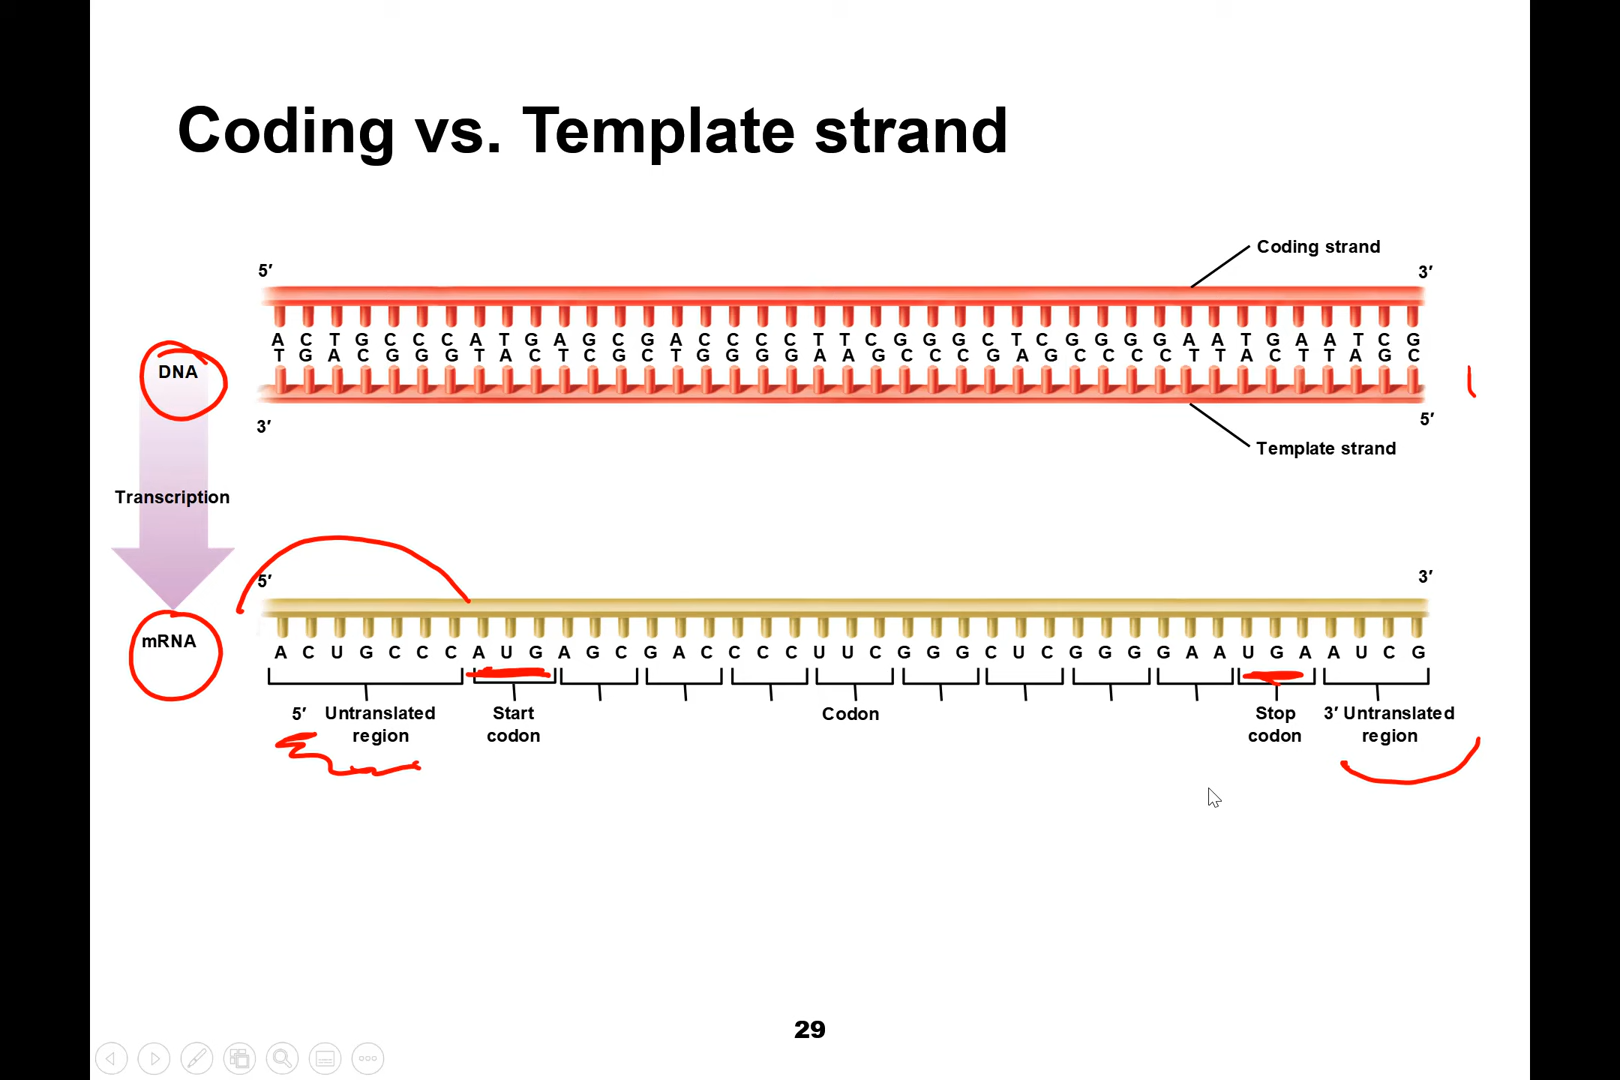 Coding vs. Template strand
Coding strand
5′ 3′
A C T G C C C A T G A G C G A C C C C T T C G G G C T C G G G G A A T G A A T C G
T G A C G G G T A C T C G C T G G G G A A G C C C G A G C C C C T T A C T T A G C
DNA
3′ 5′
Template strand
Transcription
5′ 3′
mRNA
A C U G C C C A U G A G C G A C C C C U U C G G G C U C G G G G A A U G A A U C G
5′ Untranslated region
Start codon
Codon
Stop codon
3′ Untranslated region
29